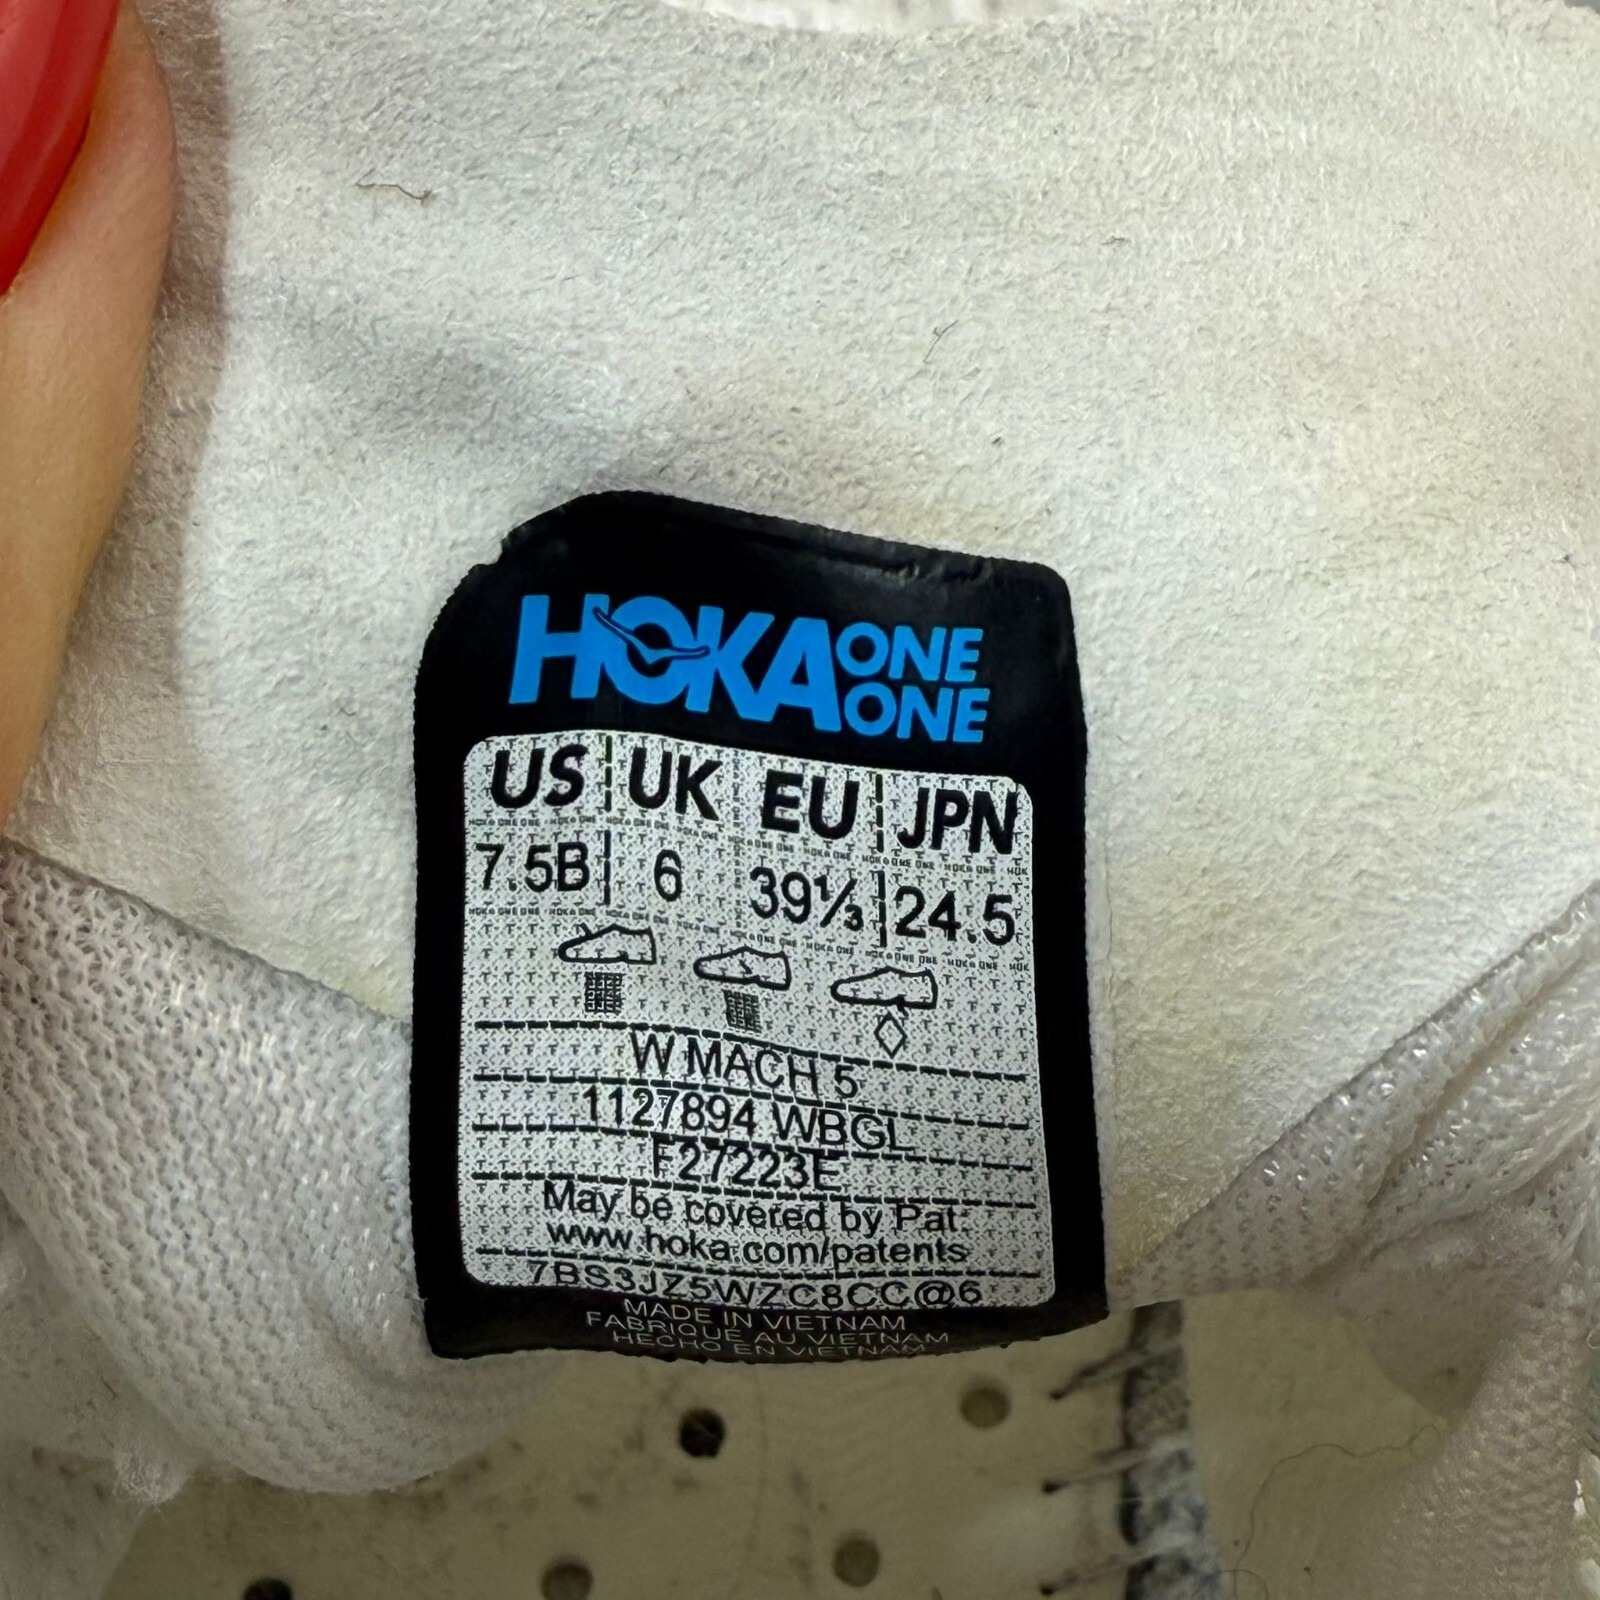 HOKA ONE ONE
US UK EU JPN
7.5B 6 39⅓ 24.5
W MACH 5
1127894 WBGL
F27223E
May be covered by Pat:
www.hoka.com/patents
7BS3JZ5WZC8CC@6
MADE IN VIETNAM
FABRIQUE AU VIETNAM
HECHO EN VIETNAM